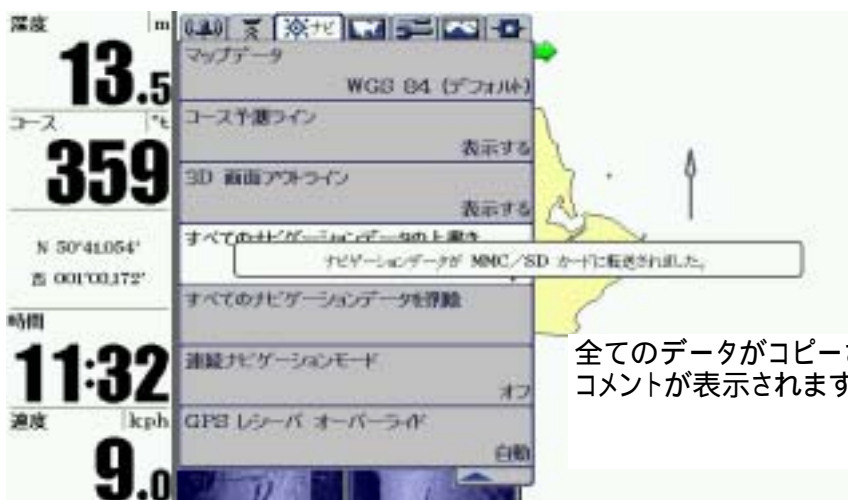 深度 m
13.5
コース °t
359
N 50°41.054'
西 001°00.172'
時間
11:32
速度 kph
9.0
ナビ
マップデータ
WGS 84 (デフォルト)
コース予測ライン
表示する
3D 画面アウトライン
表示する
すべてのナビゲーションデータの上書き
ナビゲーションデータが MMC/SD カードに転送されました。
すべてのナビゲーションデータを
連続ナビゲーションモード
オフ
GPS レシーバ オーバーライド
自動
全てのデータがコピー
コメントが表示されます